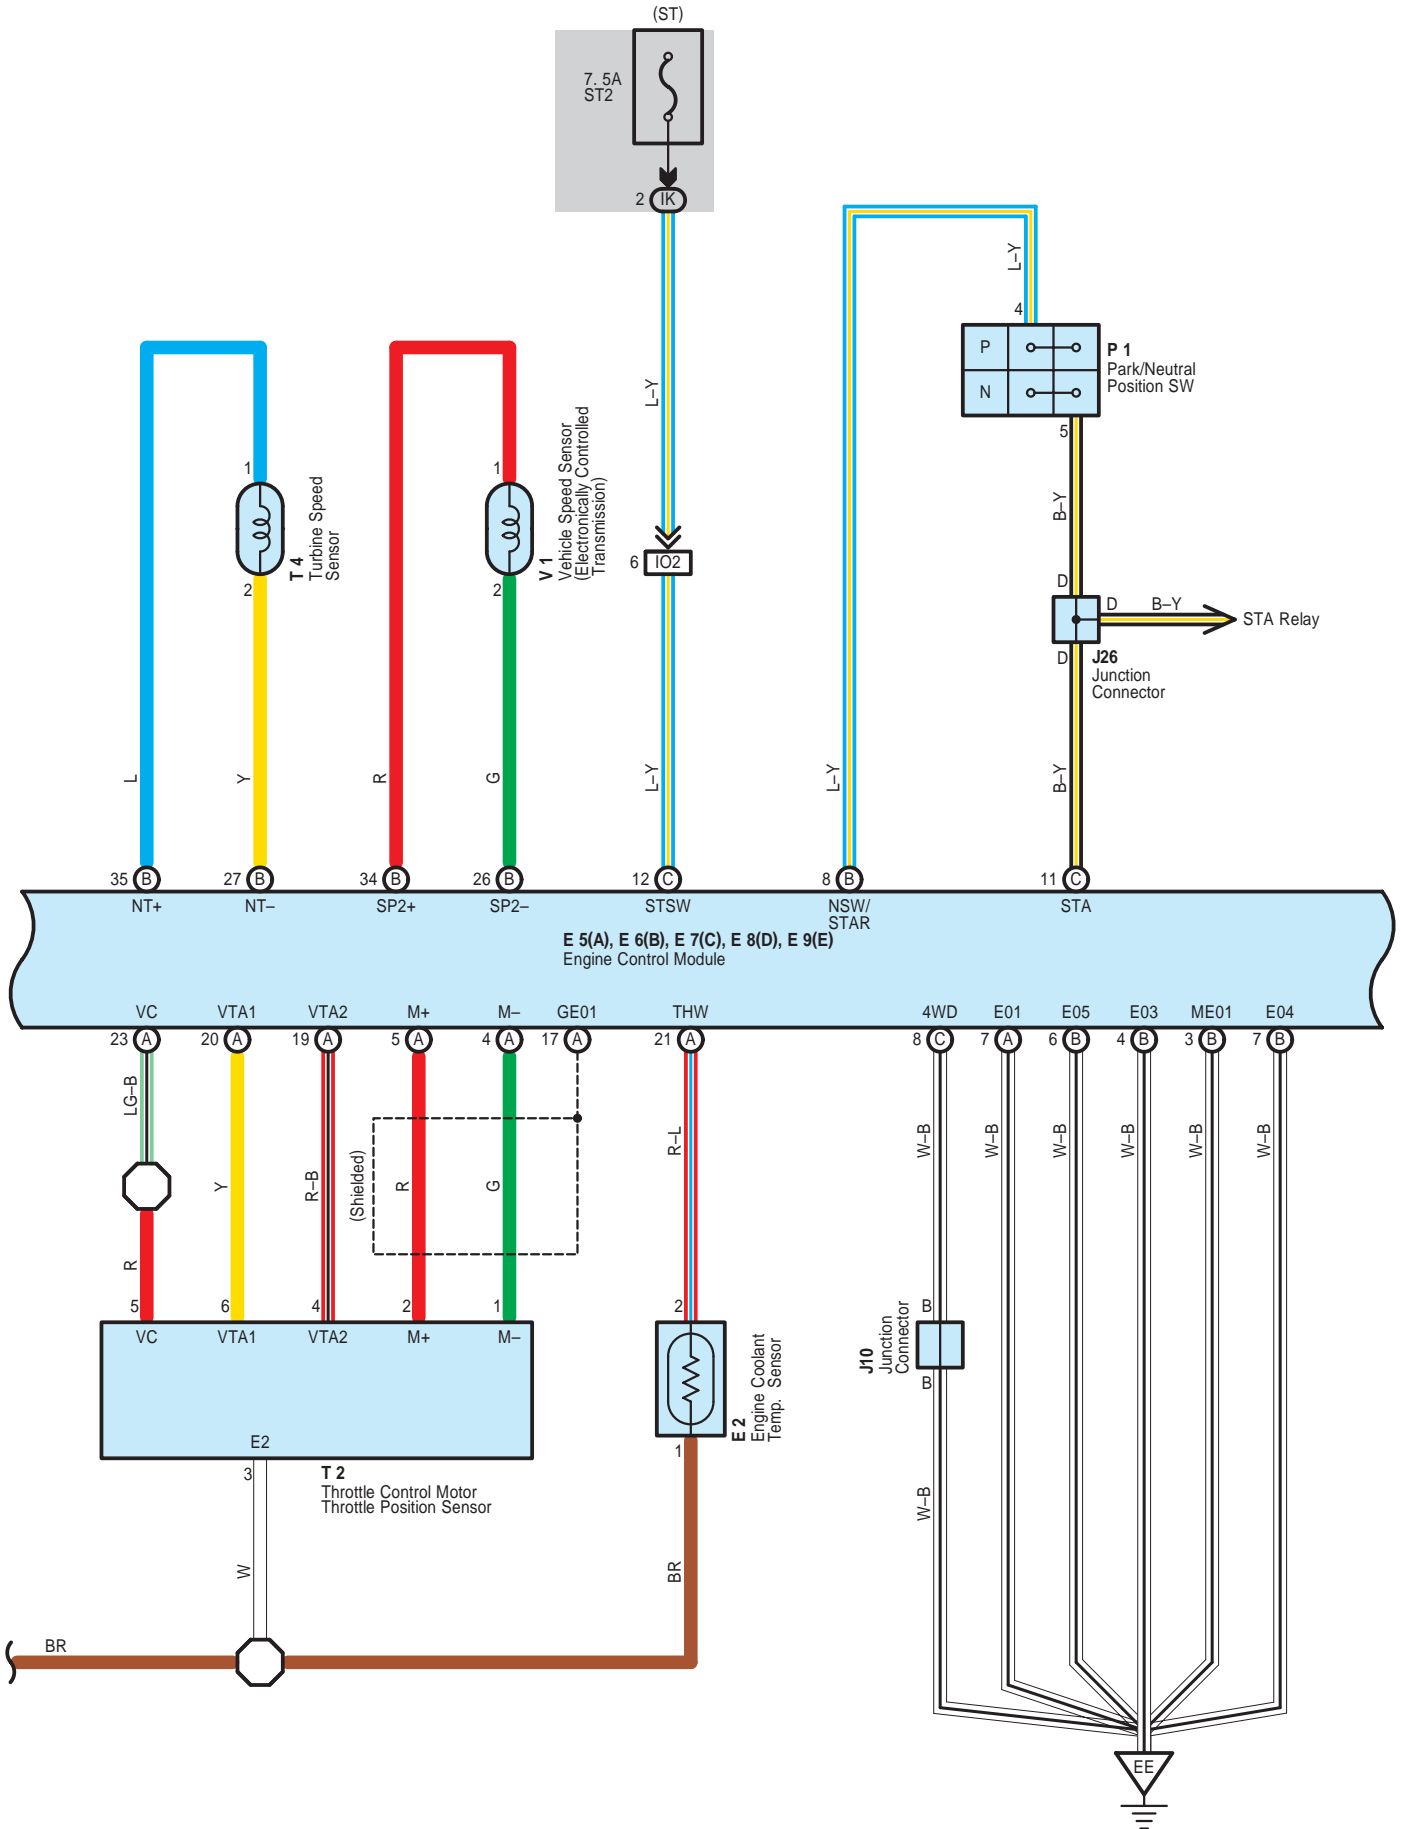 (ST)
7. 5A
ST2
2 IK
L–Y
4
P
N
P 1
Park/Neutral
Position SW
5
L–Y
B–Y
1
T 4
Turbine Speed
Sensor
2
1
V 1
Vehicle Speed Sensor
(Electronically Controlled
Transmission)
2
6 IO2
D
D B–Y STA Relay
D
J26
Junction
Connector
L
Y
R
G
L–Y
L–Y
B–Y
35 B
27 B
34 B
26 B
12 C
8 B
11 C
NT+
NT–
SP2+
SP2–
STSW
NSW/
STAR
STA
E 5(A), E 6(B), E 7(C), E 8(D), E 9(E)
Engine Control Module
VC
VTA1
VTA2
M+
M–
GE01
THW
4WD
E01
E05
E03
ME01
E04
23 A
20 A
19 A
5 A
4 A
17 A
21 A
8 C
7 A
6 B
4 B
3 B
7 B
LG–B
R–L
W–B
W–B
W–B
W–B
W–B
W–B
Y
R–B
(Shielded)
R
G
R
5
6
4
2
1
2
B
VC
VTA1
VTA2
M+
M–
E2
3
T 2
Throttle Control Motor
Throttle Position Sensor
E 2
Engine Coolant
Temp. Sensor
1
J10
Junction
Connector
B
W–B
W
BR
BR
EE